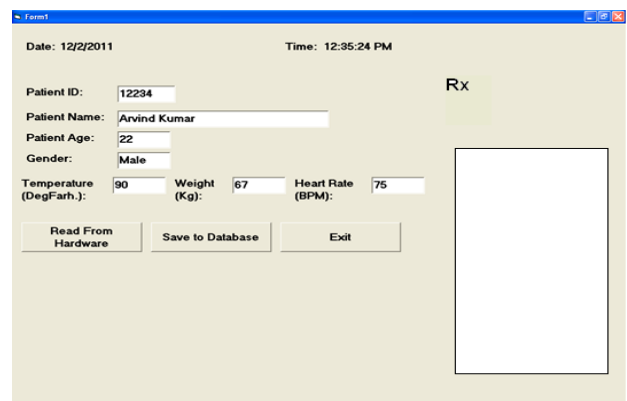 Form1
Date: 12/2/2011 Time: 12:35:24 PM
Rx
Patient ID: 12234
Patient Name: Arvind Kumar
Patient Age: 22
Gender: Male
Temperature (DegFarh.): 90 Weight (Kg): 67 Heart Rate (BPM): 75
Read From Hardware Save to Database Exit